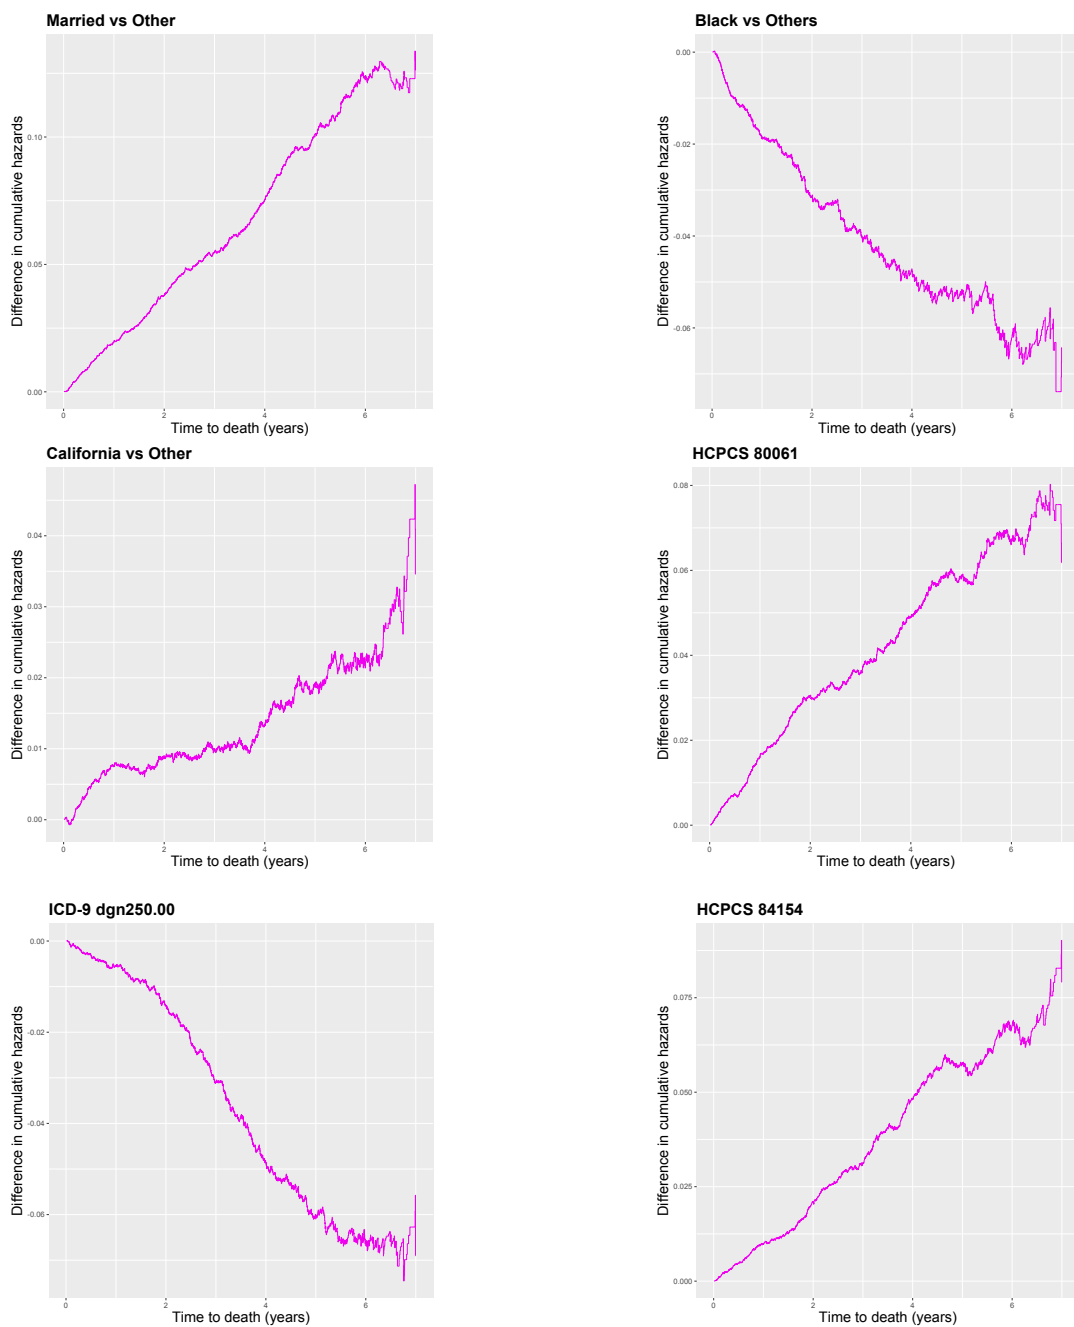 Married vs Other
Difference in cumulative hazards
0.10
0.05
0.00
0 2 4 6
Time to death (years)
Black vs Others
Difference in cumulative hazards
0.00
-0.02
-0.04
-0.06
0 2 4 6
Time to death (years)
California vs Other
Difference in cumulative hazards
0.04
0.03
0.02
0.01
0.00
0 2 4 6
Time to death (years)
HCPCS 80061
Difference in cumulative hazards
0.08
0.06
0.04
0.02
0.00
0 2 4 6
Time to death (years)
ICD-9 dgn250.00
Difference in cumulative hazards
0.00
-0.02
-0.04
-0.06
0 2 4 6
Time to death (years)
HCPCS 84154
Difference in cumulative hazards
0.075
0.050
0.025
0.000
0 2 4 6
Time to death (years)